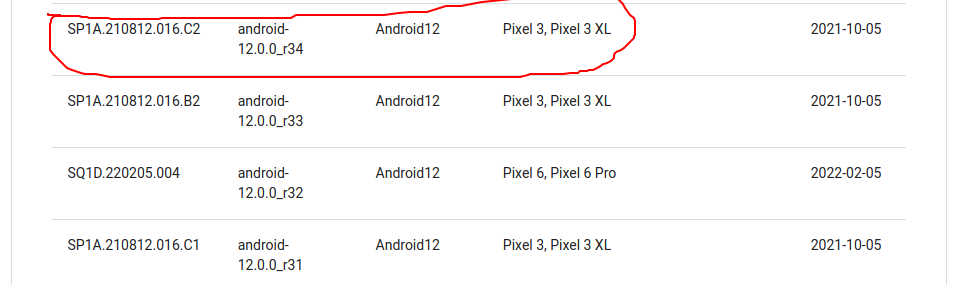 SP1A.210812.016.C2 android- Android12 Pixel 3, Pixel 3 XL 2021-10-05
12.0.0_r34
SP1A.210812.016.B2 android- Android12 Pixel 3, Pixel 3 XL 2021-10-05
12.0.0_r33
SQ1D.220205.004 android- Android12 Pixel 6, Pixel 6 Pro 2022-02-05
12.0.0_r32
SP1A.210812.016.C1 android- Android12 Pixel 3, Pixel 3 XL 2021-10-05
12.0.0_r31